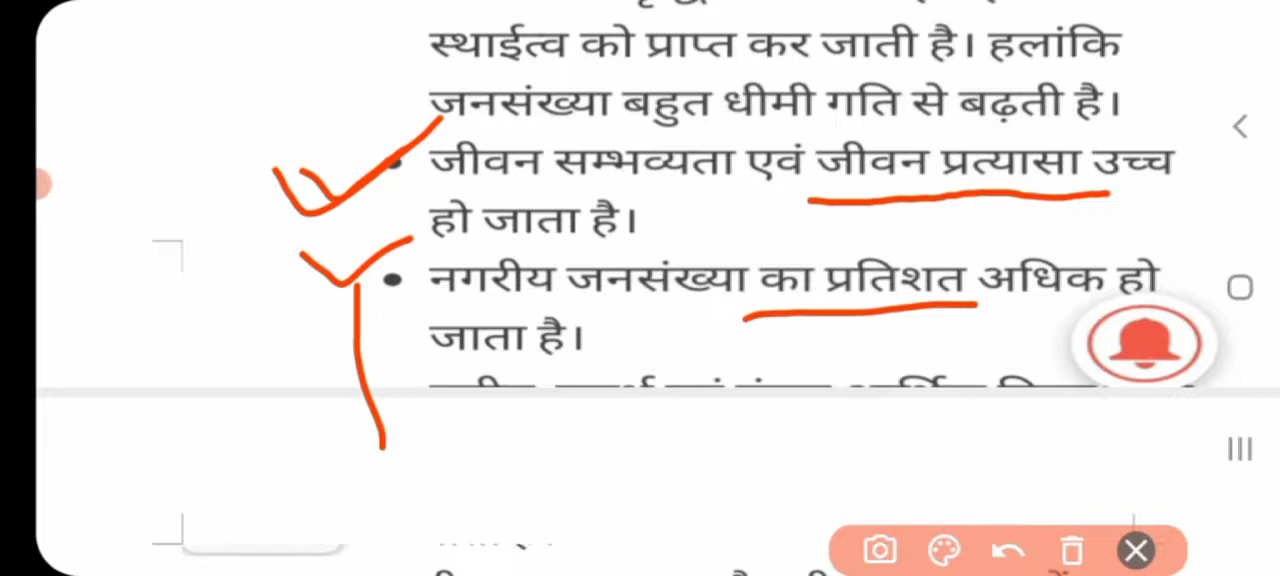 स्थाईत्व को प्राप्त कर जाती है। हलांकि
जनसंख्या बहुत धीमी गति से बढ़ती है।
• जीवन सम्भव्यता एवं जीवन प्रत्यासा उच्च
हो जाता है।
• नगरीय जनसंख्या का प्रतिशत अधिक हो
जाता है।